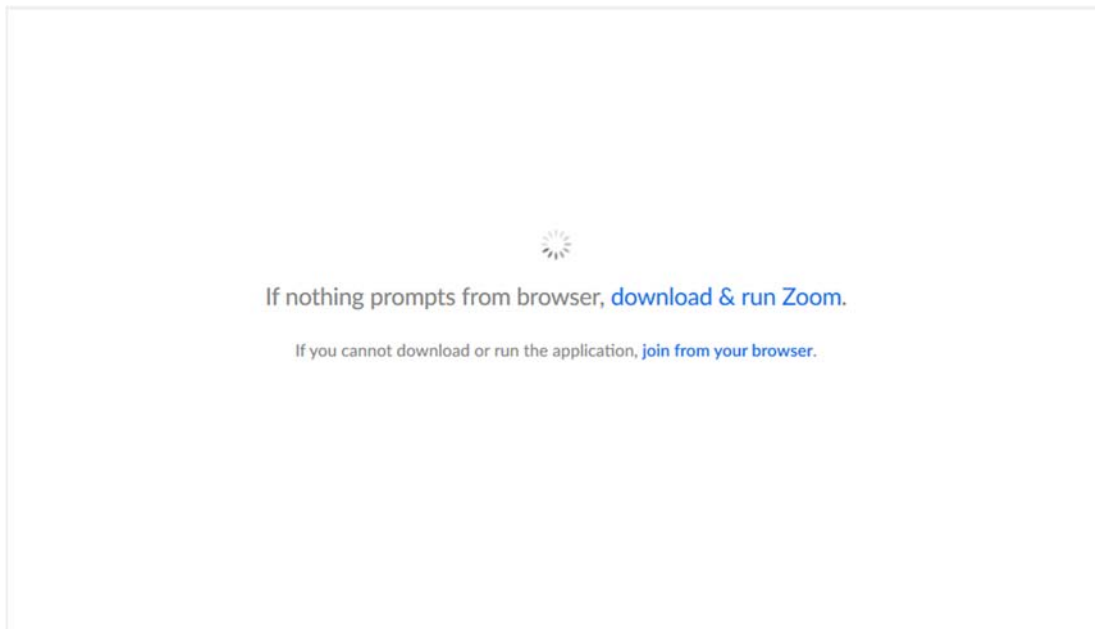 If nothing prompts from browser, download & run Zoom.
If you cannot download or run the application, join from your browser.